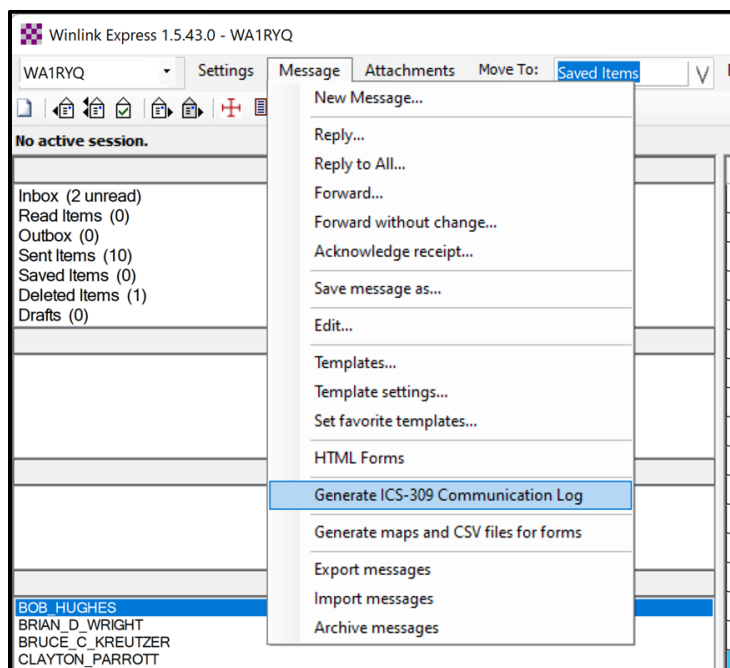 Winlink Express 1.5.43.0 - WA1RYQ
WA1RYQ Settings Message Attachments Move To: Saved Items
No active session.
Inbox (2 unread)
Read Items (0)
Outbox (0)
Sent Items (10)
Saved Items (0)
Deleted Items (1)
Drafts (0)
BOB_HUGHES
BRIAN_D_WRIGHT
BRUCE_C_KREUTZER
CLAYTON_PARROTT
New Message...
Reply...
Reply to All...
Forward...
Forward without change...
Acknowledge receipt...
Save message as...
Edit...
Templates...
Template settings...
Set favorite templates...
HTML Forms
Generate ICS-309 Communication Log
Generate maps and CSV files for forms
Export messages
Import messages
Archive messages